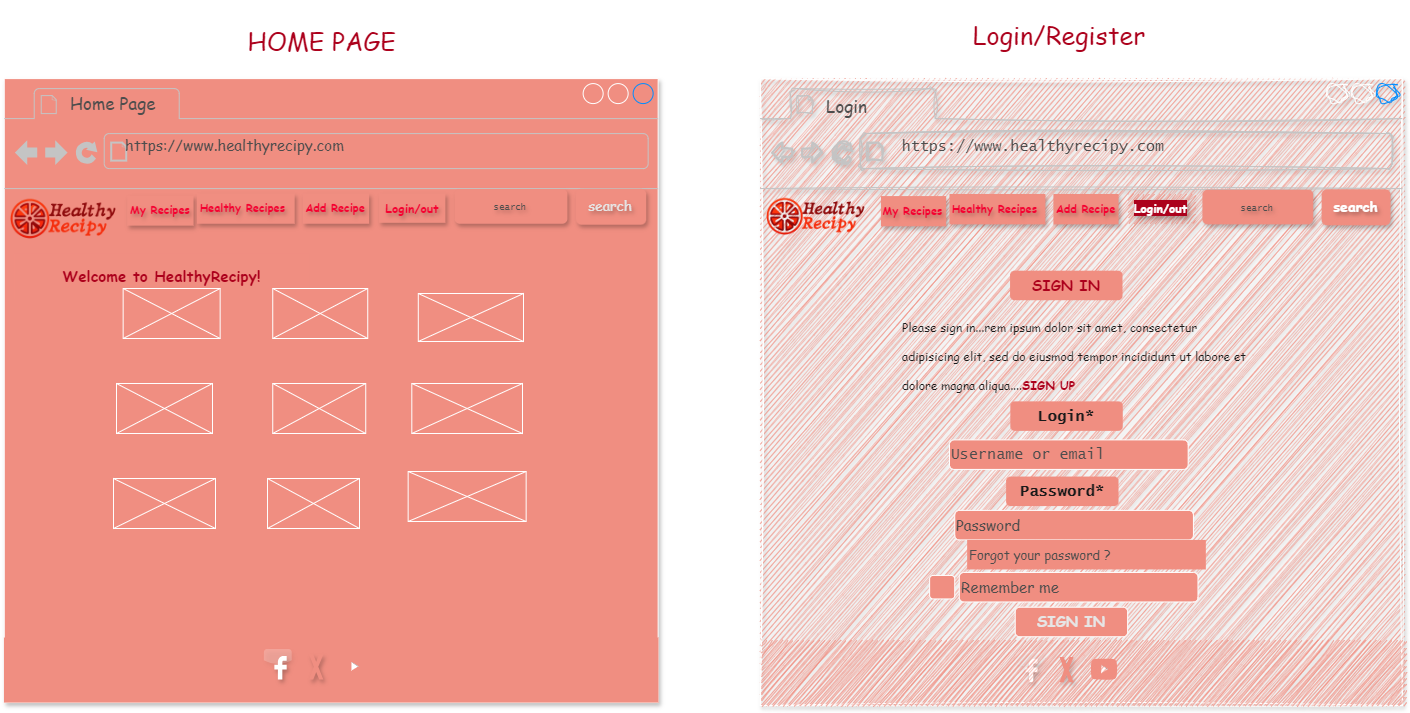 HOME PAGE
Home Page
https://www.healthyrecipy.com
Healthy
Recipy
My Recipes
Healthy Recipes
Add Recipe
Login/out
search
search
Welcome to HealthyRecipy!
f
X
Login/Register
Login
https://www.healthyrecipy.com
Healthy
Recipy
My Recipes
Healthy Recipes
Add Recipe
Login/out
search
search
SIGN IN
Please sign in...rem ipsum dolor sit amet, consectetur
adipisicing elit, sed do eiusmod tempor incididunt ut labore et
dolore magna aliqua....SIGN UP
Login*
Username or email
Password*
Password
Forgot your password ?
Remember me
SIGN IN
f
X